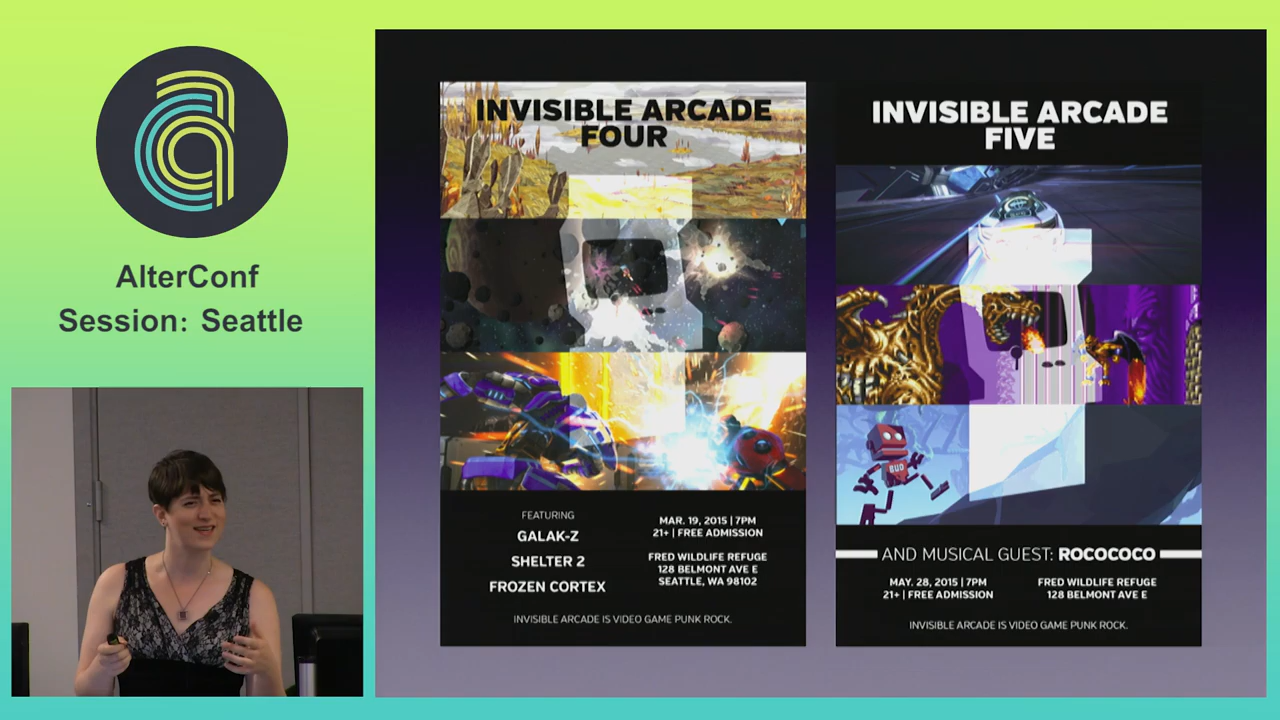 AlterConf
Session: Seattle
INVISIBLE ARCADE
FOUR
FEATURING
GALAK-Z
SHELTER 2
FROZEN CORTEX
MAR. 19, 2015 | 7PM
21+ | FREE ADMISSION
FRED WILDLIFE REFUGE
128 BELMONT AVE E
SEATTLE, WA 98102
INVISIBLE ARCADE IS VIDEO GAME PUNK ROCK.
INVISIBLE ARCADE
FIVE
BUD
AND MUSICAL GUEST: ROCOCOCO
MAY. 28, 2015 | 7PM
21+ | FREE ADMISSION
FRED WILDLIFE REFUGE
128 BELMONT AVE E
INVISIBLE ARCADE IS VIDEO GAME PUNK ROCK.